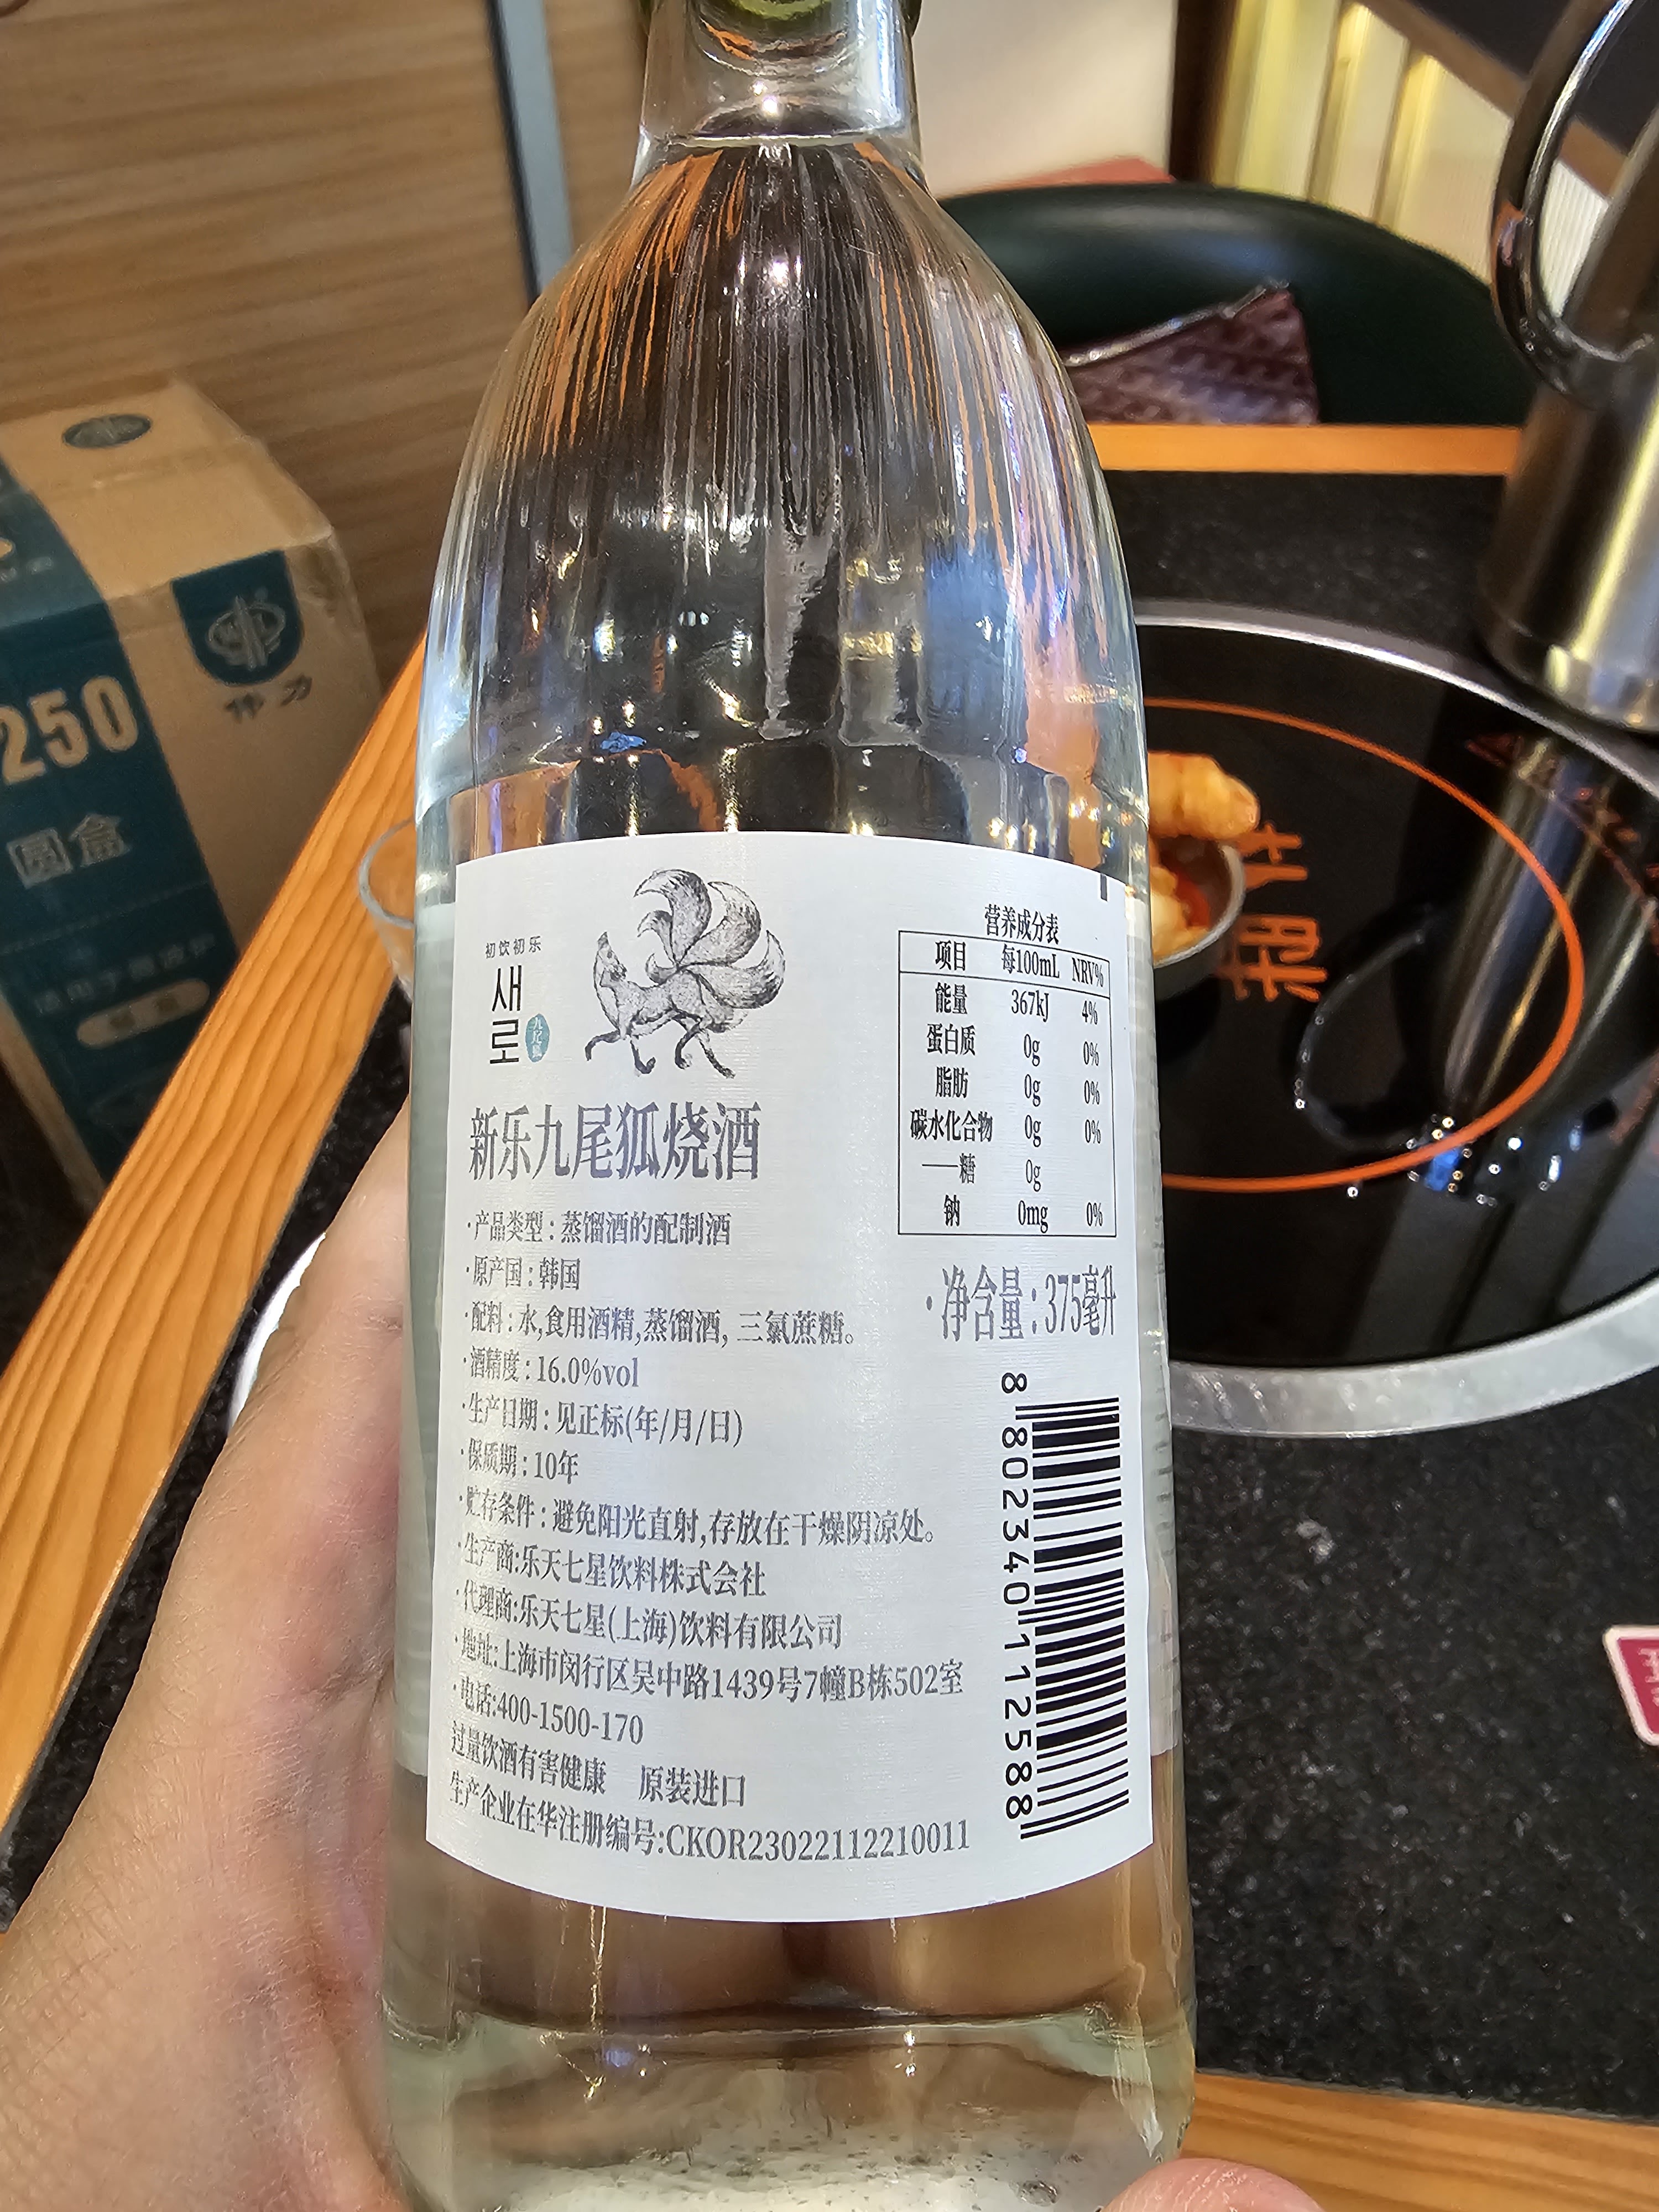 初饮初乐
새로
九尾狐
新乐九尾狐烧酒
·产品类型：蒸馏酒的配制酒
·原产国：韩国
·配料：水,食用酒精,蒸馏酒, 三氯蔗糖。
·酒精度：16.0%vol
·生产日期：见正标(年/月/日)
·保质期：10年
·贮存条件：避免阳光直射,存放在干燥阴凉处。
·生产商:乐天七星饮料株式会社
·代理商:乐天七星(上海)饮料有限公司
·地址:上海市闵行区吴中路1439号7幢B栋502室
·电话:400-1500-170
过量饮酒有害健康 原装进口
生产企业在华注册编号:CKOR23022112210011
营养成分表
项目 每100mL NRV%
能量 367kJ 4%
蛋白质 0g 0%
脂肪 0g 0%
碳水化合物 0g 0%
——糖 0g
钠 0mg 0%
·净含量：375毫升
8 802340 112588
250
圆盒